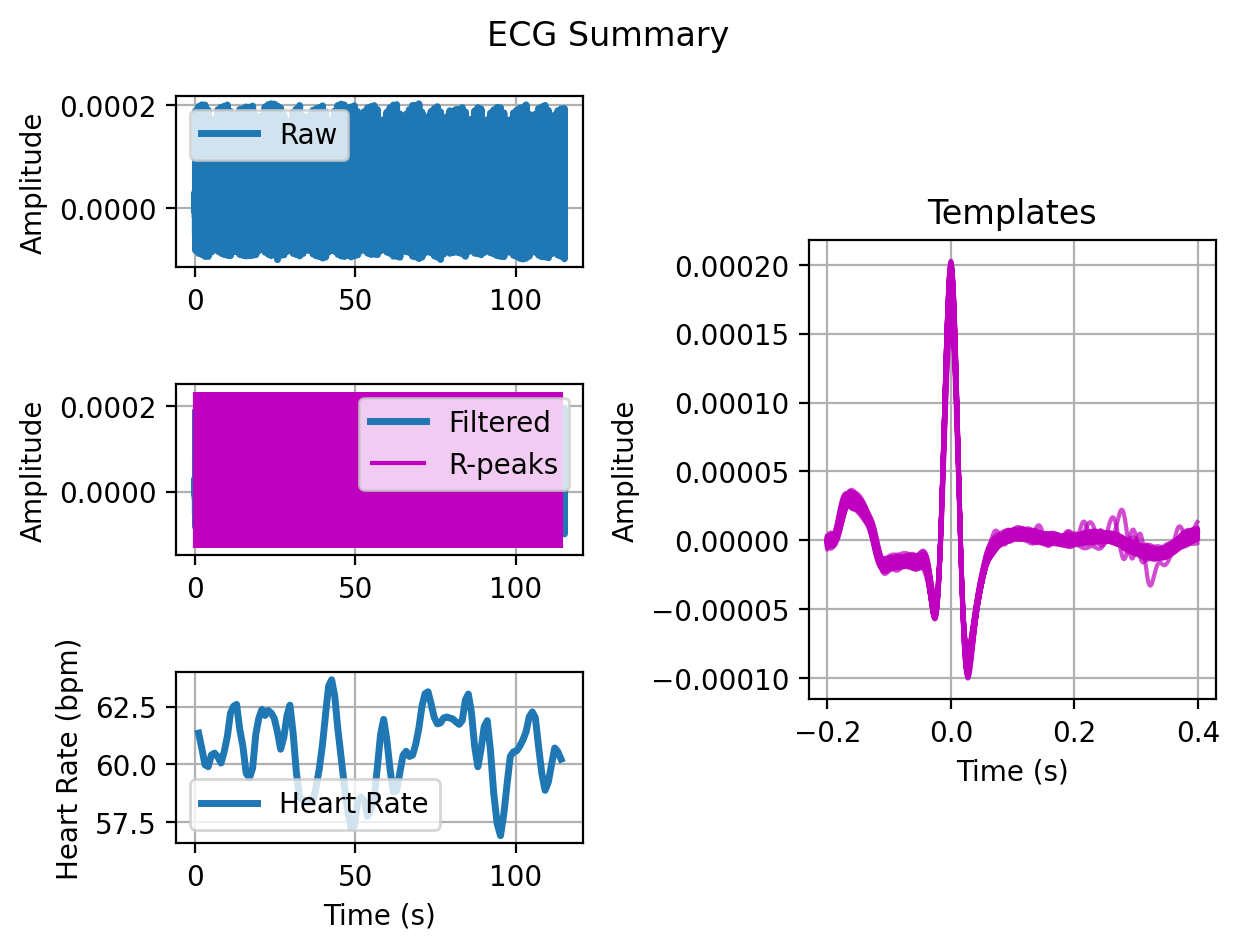 ECG Summary
Amplitude
0.0002
0.0000
Raw
0 50 100
Amplitude
0.0002
0.0000
Filtered
R-peaks
0 50 100
Heart Rate (bpm)
62.5
60.0
57.5
Heart Rate
0 50 100
Time (s)
Templates
Amplitude
0.00020
0.00015
0.00010
0.00005
0.00000
−0.00005
−0.00010
−0.2 0.0 0.2 0.4
Time (s)